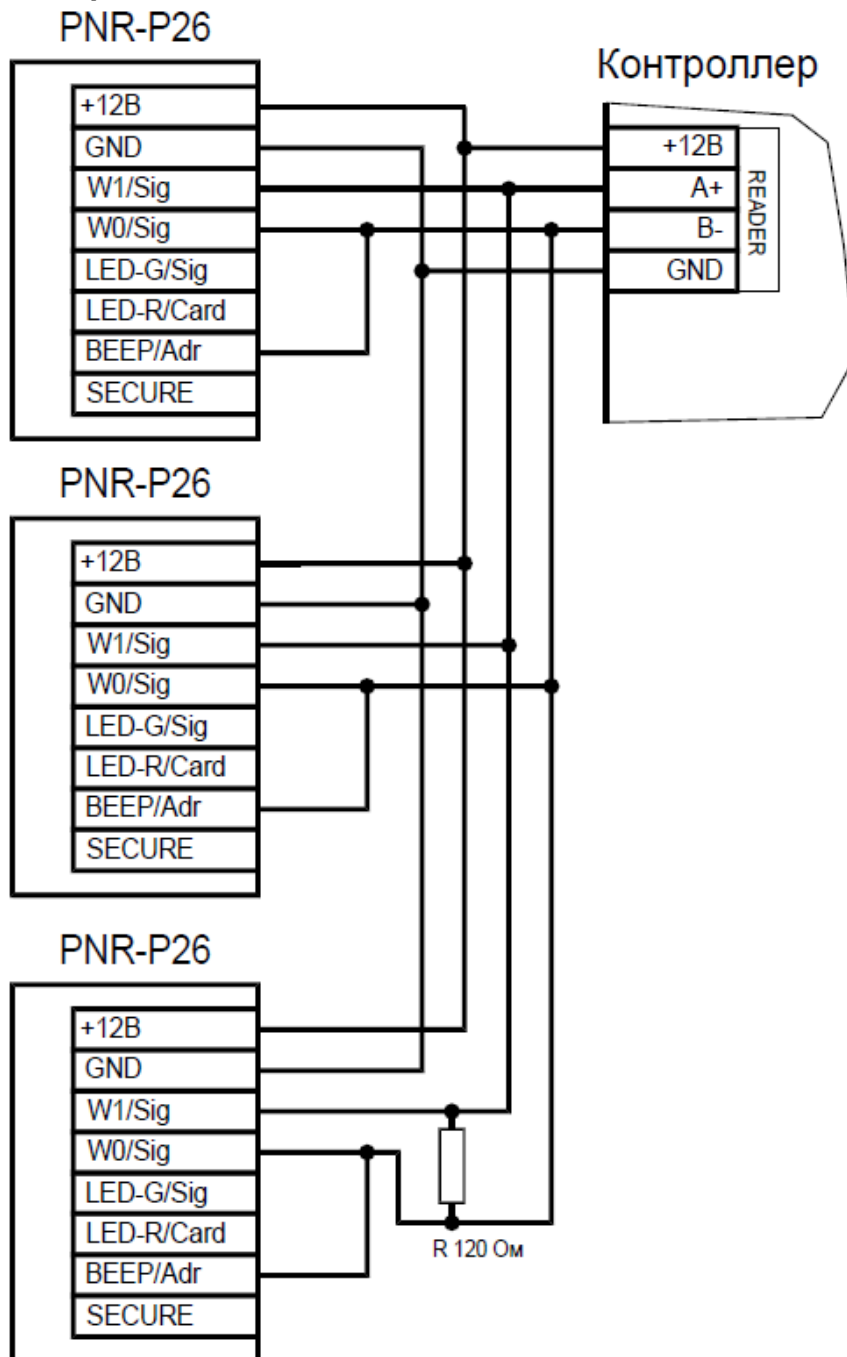 PNR-P26
+12В
GND
W1/Sig
W0/Sig
LED-G/Sig
LED-R/Card
BEEP/Adr
SECURE
Контроллер
+12В
A+
B-
GND
READER
PNR-P26
+12В
GND
W1/Sig
W0/Sig
LED-G/Sig
LED-R/Card
BEEP/Adr
SECURE
PNR-P26
+12В
GND
W1/Sig
W0/Sig
LED-G/Sig
LED-R/Card
BEEP/Adr
SECURE
R 120 Ом